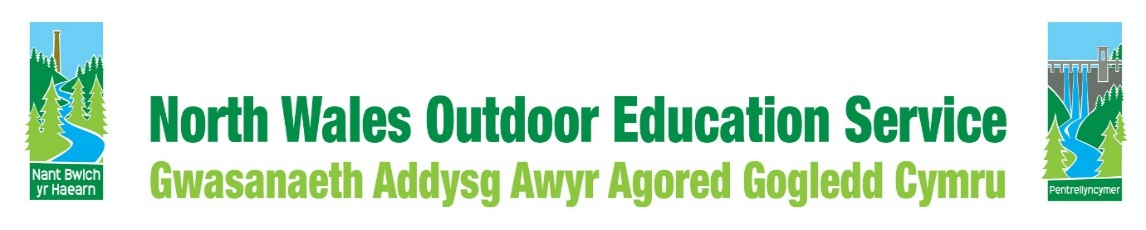 Nant Bwlch
yr Haearn
North Wales Outdoor Education Service
Gwasanaeth Addysg Awyr Agored Gogledd Cymru
Pentrellyncymer